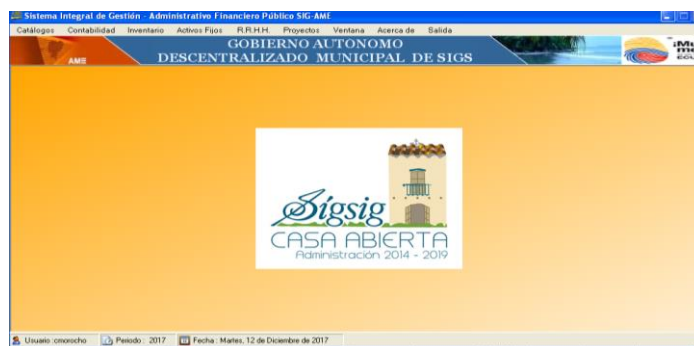 Sistema Integral de Gestión - Administrativo Financiero Público SIG-AME
Catálogos Contabilidad Inventario Activos Fijos R.R.H.H. Proyectos Ventana Acerca de Salida
AME
GOBIERNO AUTONOMO
DESCENTRALIZADO MUNICIPAL DE SIGS
Sígsig
CASA ABIERTA
Administración 2014 - 2019
Usuario :cmorocho Periodo : 2017 Fecha : Martes, 12 de Diciembre de 2017